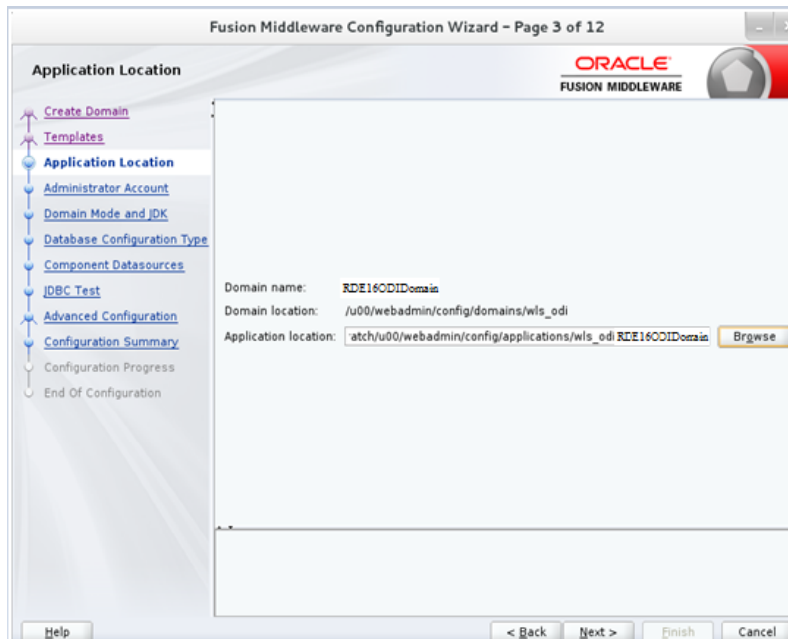 Fusion Middleware Configuration Wizard - Page 3 of 12
Application Location
ORACLE
FUSION MIDDLEWARE
Create Domain
Templates
Application Location
Administrator Account
Domain Mode and JDK
Database Configuration Type
Component Datasources
JDBC Test
Advanced Configuration
Configuration Summary
Configuration Progress
End Of Configuration
Domain name: RDE16ODIDomain
Domain location: /u00/webadmin/config/domains/wls_odi
Application location: ratch/u00/webadmin/config/applications/wls_odi RDE16ODIDomain Browse
Help < Back Next > Finish Cancel